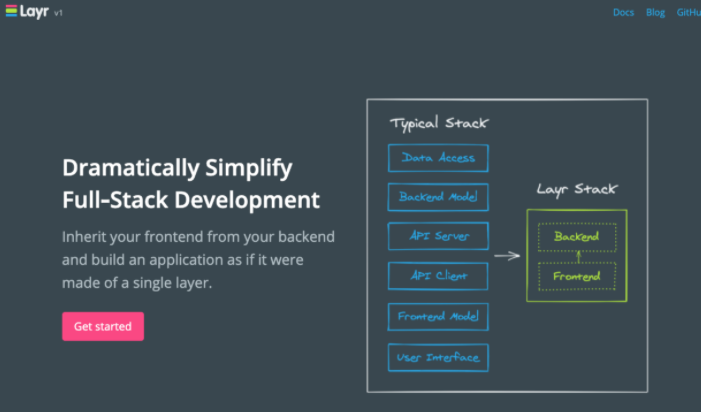 Layr v1
Docs Blog GitHu
Dramatically Simplify
Full-Stack Development
Inherit your frontend from your backend
and build an application as if it were
made of a single layer.
Get started
Typical Stack
Data Access
Backend Model
API Server
API Client
Frontend Model
User Interface
Layr Stack
Backend
Frontend